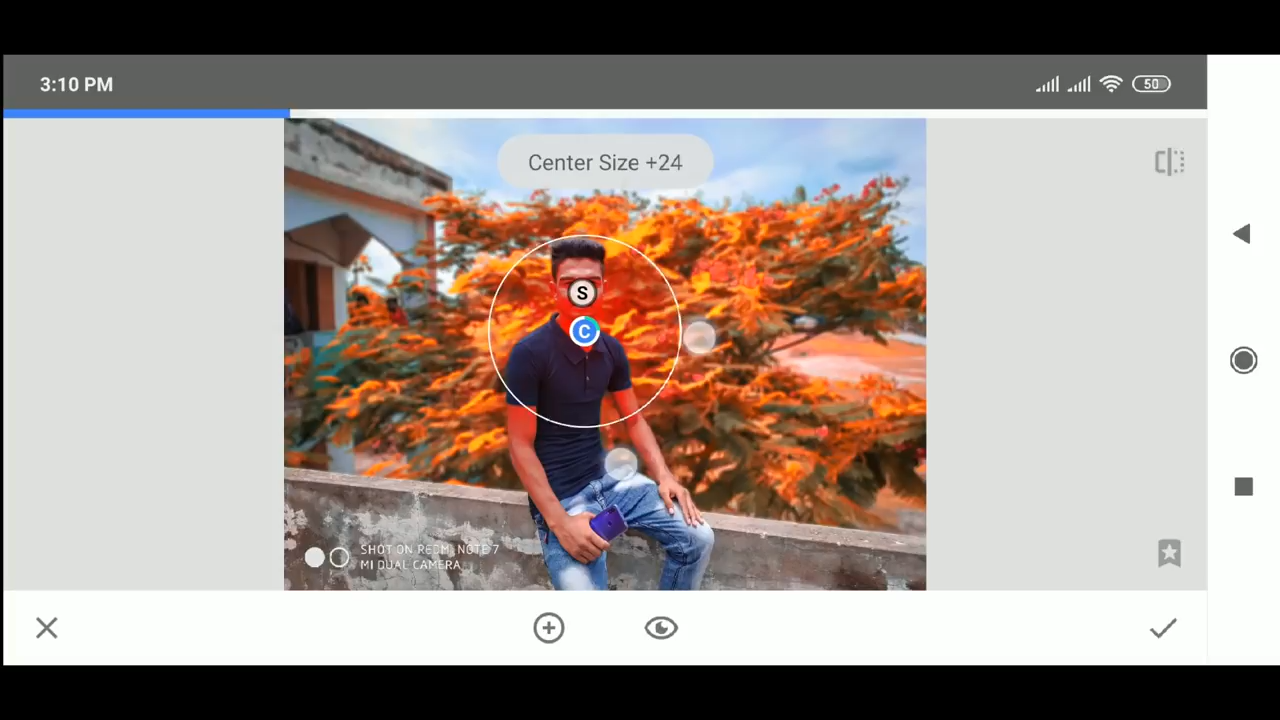 3:10 PM
50
Center Size +24
S
C
SHOT ON REDMI NOTE 7
MI DUAL CAMERA